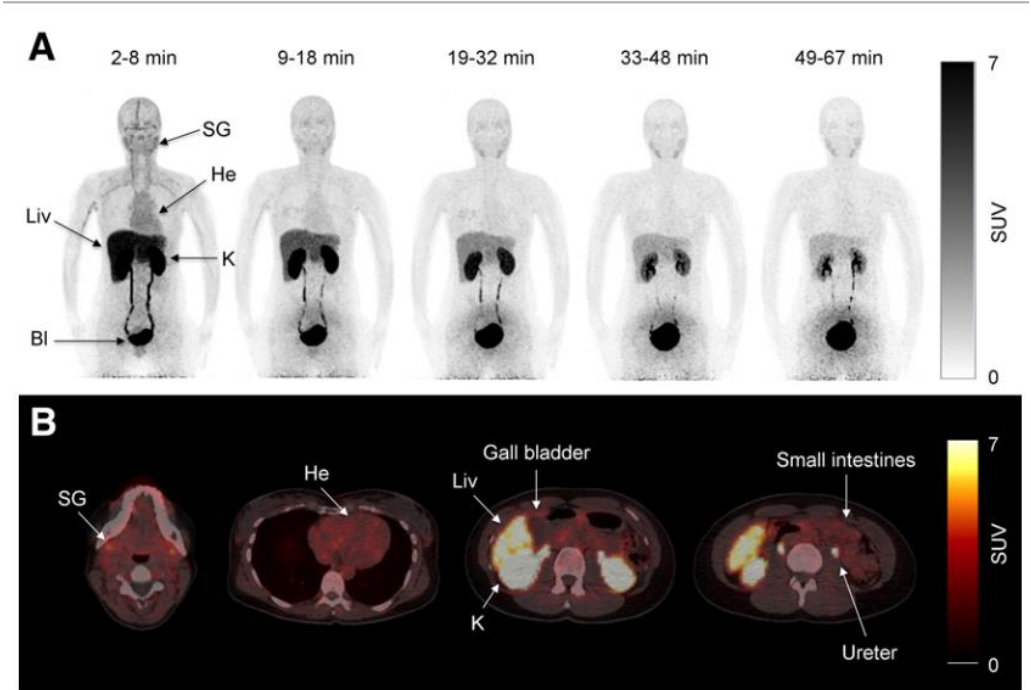 A
2-8 min 9-18 min 19-32 min 33-48 min 49-67 min
7
SG
He
Liv
K
SUV
Bl
0
B
7
Gall bladder
Small intestines
He
Liv
SG
SUV
K
Ureter
0